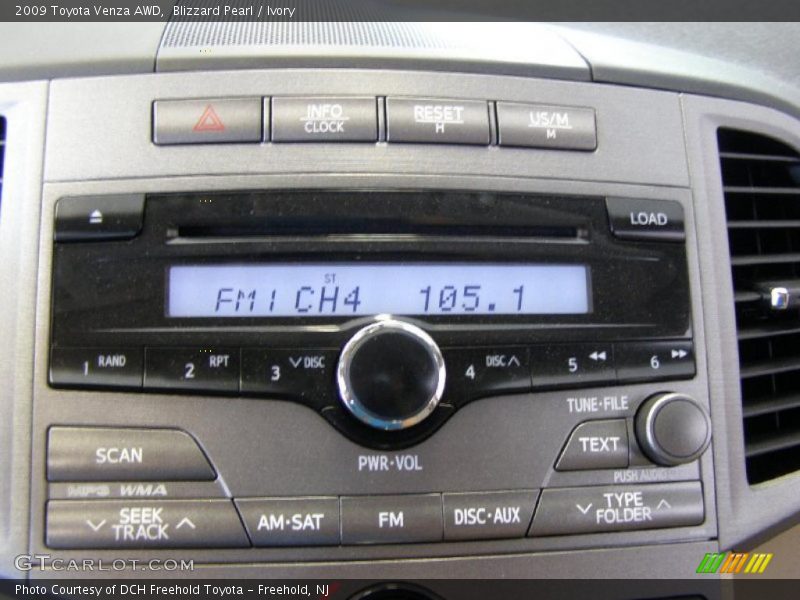 2009 Toyota Venza AWD, Blizzard Pearl / Ivory
INFO
CLOCK
RESET
H
US/M
M
LOAD
ST
FM1 CH4 105.1
1 RAND
2 RPT
3 DISC
4 DISC
5
6
TUNE·FILE
SCAN
TEXT
PWR·VOL
PUSH AUDIO
MP3 WMA
SEEK
TRACK
AM·SAT
FM
DISC·AUX
TYPE
FOLDER
GTCARLOT.COM
Photo Courtesy of DCH Freehold Toyota - Freehold, NJ